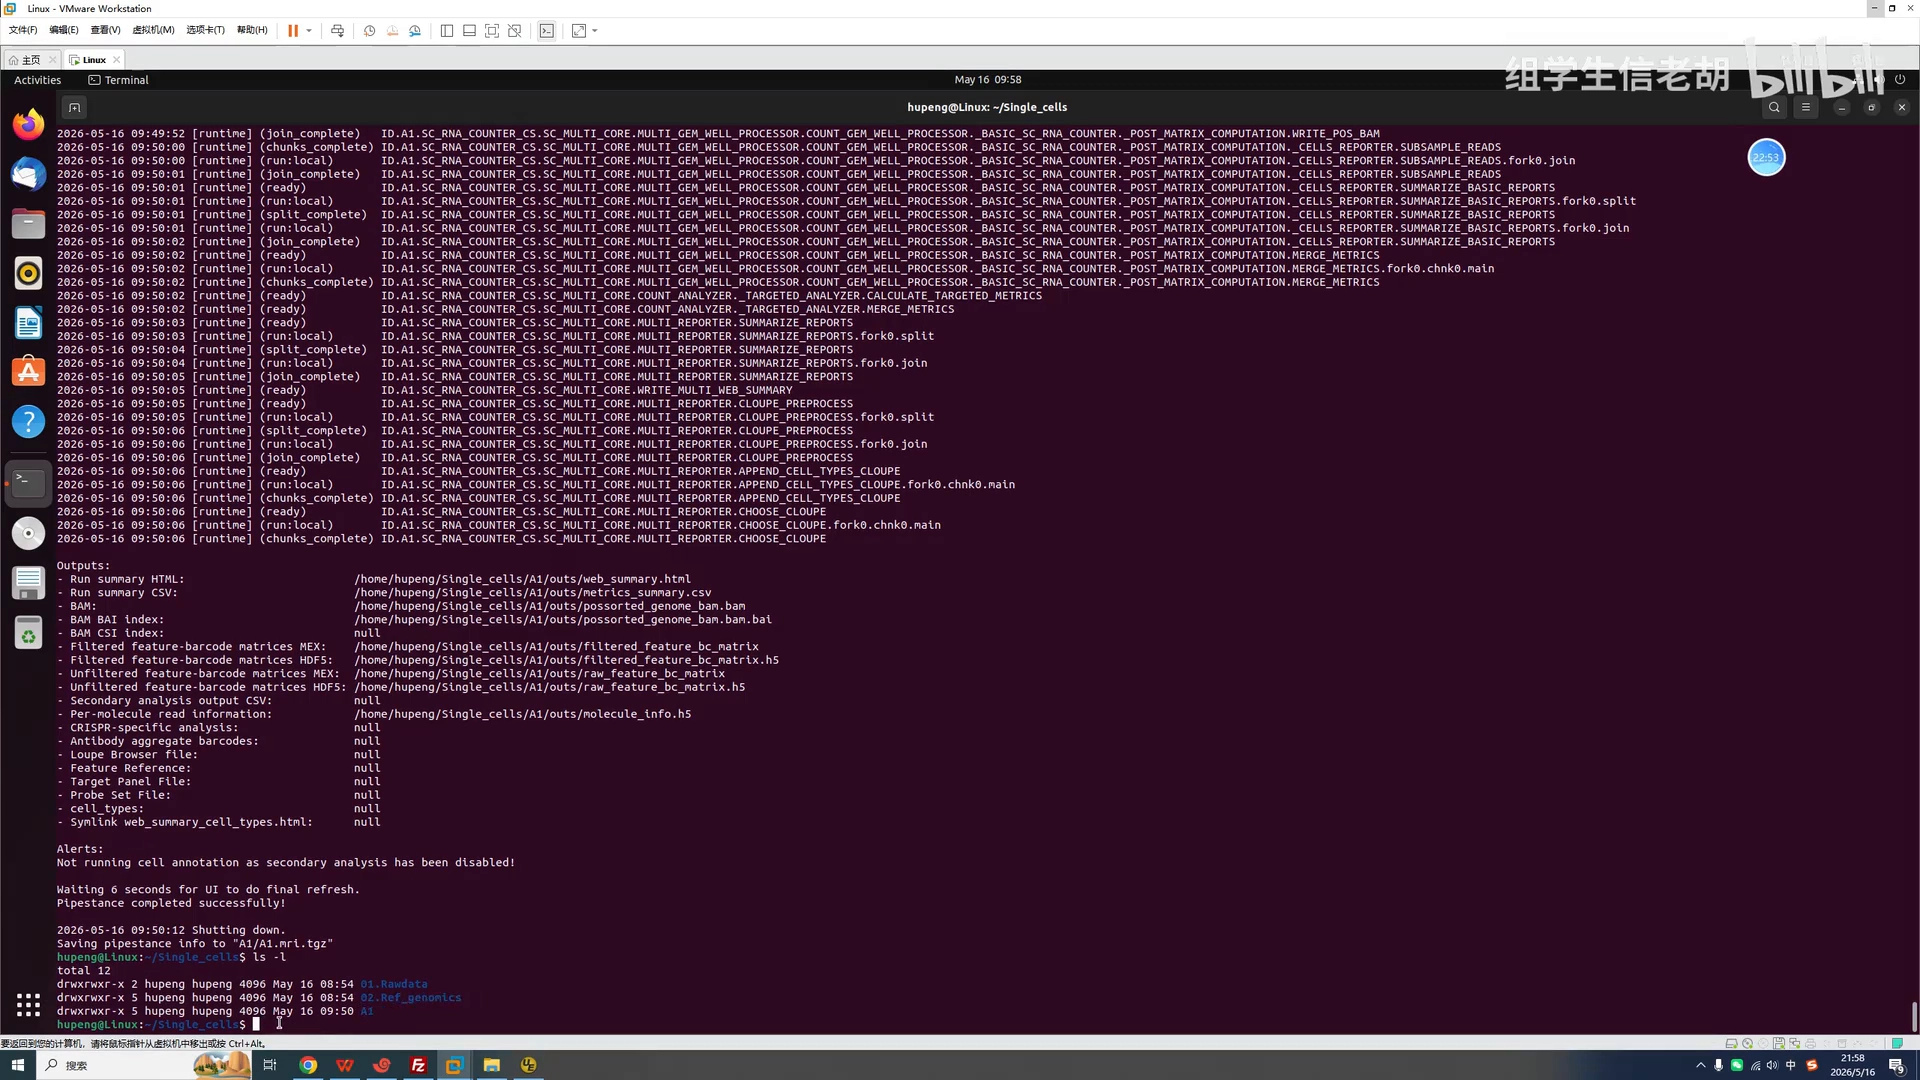 Linux - VMware Workstation
文件(F) 编辑(E) 查看(V) 虚拟机(M) 选项卡(T) 帮助(H)
主页 Linux
Activities Terminal May 16 09:58
组学生信老胡 bilibili
hupeng@Linux: ~/Single_cells
22:53
2026-05-16 09:49:52 [runtime] (join_complete) ID.A1.SC_RNA_COUNTER_CS.SC_MULTI_CORE.MULTI_GEM_WELL_PROCESSOR.COUNT_GEM_WELL_PROCESSOR._BASIC_SC_RNA_COUNTER._POST_MATRIX_COMPUTATION.WRITE_POS_BAM
2026-05-16 09:50:00 [runtime] (chunks_complete) ID.A1.SC_RNA_COUNTER_CS.SC_MULTI_CORE.MULTI_GEM_WELL_PROCESSOR.COUNT_GEM_WELL_PROCESSOR._BASIC_SC_RNA_COUNTER._POST_MATRIX_COMPUTATION._CELLS_REPORTER.SUBSAMPLE_READS
2026-05-16 09:50:00 [runtime] (run:local) ID.A1.SC_RNA_COUNTER_CS.SC_MULTI_CORE.MULTI_GEM_WELL_PROCESSOR.COUNT_GEM_WELL_PROCESSOR._BASIC_SC_RNA_COUNTER._POST_MATRIX_COMPUTATION._CELLS_REPORTER.SUBSAMPLE_READS.fork0.join
2026-05-16 09:50:01 [runtime] (join_complete) ID.A1.SC_RNA_COUNTER_CS.SC_MULTI_CORE.MULTI_GEM_WELL_PROCESSOR.COUNT_GEM_WELL_PROCESSOR._BASIC_SC_RNA_COUNTER._POST_MATRIX_COMPUTATION._CELLS_REPORTER.SUBSAMPLE_READS
2026-05-16 09:50:01 [runtime] (ready) ID.A1.SC_RNA_COUNTER_CS.SC_MULTI_CORE.MULTI_GEM_WELL_PROCESSOR.COUNT_GEM_WELL_PROCESSOR._BASIC_SC_RNA_COUNTER._POST_MATRIX_COMPUTATION._CELLS_REPORTER.SUMMARIZE_BASIC_REPORTS
2026-05-16 09:50:01 [runtime] (run:local) ID.A1.SC_RNA_COUNTER_CS.SC_MULTI_CORE.MULTI_GEM_WELL_PROCESSOR.COUNT_GEM_WELL_PROCESSOR._BASIC_SC_RNA_COUNTER._POST_MATRIX_COMPUTATION._CELLS_REPORTER.SUMMARIZE_BASIC_REPORTS.fork0.split
2026-05-16 09:50:01 [runtime] (split_complete) ID.A1.SC_RNA_COUNTER_CS.SC_MULTI_CORE.MULTI_GEM_WELL_PROCESSOR.COUNT_GEM_WELL_PROCESSOR._BASIC_SC_RNA_COUNTER._POST_MATRIX_COMPUTATION._CELLS_REPORTER.SUMMARIZE_BASIC_REPORTS
2026-05-16 09:50:01 [runtime] (run:local) ID.A1.SC_RNA_COUNTER_CS.SC_MULTI_CORE.MULTI_GEM_WELL_PROCESSOR.COUNT_GEM_WELL_PROCESSOR._BASIC_SC_RNA_COUNTER._POST_MATRIX_COMPUTATION._CELLS_REPORTER.SUMMARIZE_BASIC_REPORTS.fork0.join
2026-05-16 09:50:02 [runtime] (join_complete) ID.A1.SC_RNA_COUNTER_CS.SC_MULTI_CORE.MULTI_GEM_WELL_PROCESSOR.COUNT_GEM_WELL_PROCESSOR._BASIC_SC_RNA_COUNTER._POST_MATRIX_COMPUTATION._CELLS_REPORTER.SUMMARIZE_BASIC_REPORTS
2026-05-16 09:50:02 [runtime] (ready) ID.A1.SC_RNA_COUNTER_CS.SC_MULTI_CORE.MULTI_GEM_WELL_PROCESSOR.COUNT_GEM_WELL_PROCESSOR._BASIC_SC_RNA_COUNTER._POST_MATRIX_COMPUTATION.MERGE_METRICS
2026-05-16 09:50:02 [runtime] (run:local) ID.A1.SC_RNA_COUNTER_CS.SC_MULTI_CORE.MULTI_GEM_WELL_PROCESSOR.COUNT_GEM_WELL_PROCESSOR._BASIC_SC_RNA_COUNTER._POST_MATRIX_COMPUTATION.MERGE_METRICS.fork0.chnk0.main
2026-05-16 09:50:02 [runtime] (chunks_complete) ID.A1.SC_RNA_COUNTER_CS.SC_MULTI_CORE.MULTI_GEM_WELL_PROCESSOR.COUNT_GEM_WELL_PROCESSOR._BASIC_SC_RNA_COUNTER._POST_MATRIX_COMPUTATION.MERGE_METRICS
2026-05-16 09:50:02 [runtime] (ready) ID.A1.SC_RNA_COUNTER_CS.SC_MULTI_CORE.COUNT_ANALYZER._TARGETED_ANALYZER.CALCULATE_TARGETED_METRICS
2026-05-16 09:50:02 [runtime] (ready) ID.A1.SC_RNA_COUNTER_CS.SC_MULTI_CORE.COUNT_ANALYZER._TARGETED_ANALYZER.MERGE_METRICS
2026-05-16 09:50:03 [runtime] (ready) ID.A1.SC_RNA_COUNTER_CS.SC_MULTI_CORE.MULTI_REPORTER.SUMMARIZE_REPORTS
2026-05-16 09:50:03 [runtime] (run:local) ID.A1.SC_RNA_COUNTER_CS.SC_MULTI_CORE.MULTI_REPORTER.SUMMARIZE_REPORTS.fork0.split
2026-05-16 09:50:04 [runtime] (split_complete) ID.A1.SC_RNA_COUNTER_CS.SC_MULTI_CORE.MULTI_REPORTER.SUMMARIZE_REPORTS
2026-05-16 09:50:04 [runtime] (run:local) ID.A1.SC_RNA_COUNTER_CS.SC_MULTI_CORE.MULTI_REPORTER.SUMMARIZE_REPORTS.fork0.join
2026-05-16 09:50:05 [runtime] (join_complete) ID.A1.SC_RNA_COUNTER_CS.SC_MULTI_CORE.MULTI_REPORTER.SUMMARIZE_REPORTS
2026-05-16 09:50:05 [runtime] (ready) ID.A1.SC_RNA_COUNTER_CS.SC_MULTI_CORE.WRITE_MULTI_WEB_SUMMARY
2026-05-16 09:50:05 [runtime] (ready) ID.A1.SC_RNA_COUNTER_CS.SC_MULTI_CORE.MULTI_REPORTER.CLOUPE_PREPROCESS
2026-05-16 09:50:05 [runtime] (run:local) ID.A1.SC_RNA_COUNTER_CS.SC_MULTI_CORE.MULTI_REPORTER.CLOUPE_PREPROCESS.fork0.split
2026-05-16 09:50:06 [runtime] (split_complete) ID.A1.SC_RNA_COUNTER_CS.SC_MULTI_CORE.MULTI_REPORTER.CLOUPE_PREPROCESS
2026-05-16 09:50:06 [runtime] (run:local) ID.A1.SC_RNA_COUNTER_CS.SC_MULTI_CORE.MULTI_REPORTER.CLOUPE_PREPROCESS.fork0.join
2026-05-16 09:50:06 [runtime] (join_complete) ID.A1.SC_RNA_COUNTER_CS.SC_MULTI_CORE.MULTI_REPORTER.CLOUPE_PREPROCESS
2026-05-16 09:50:06 [runtime] (ready) ID.A1.SC_RNA_COUNTER_CS.SC_MULTI_CORE.MULTI_REPORTER.APPEND_CELL_TYPES_CLOUPE
2026-05-16 09:50:06 [runtime] (run:local) ID.A1.SC_RNA_COUNTER_CS.SC_MULTI_CORE.MULTI_REPORTER.APPEND_CELL_TYPES_CLOUPE.fork0.chnk0.main
2026-05-16 09:50:06 [runtime] (chunks_complete) ID.A1.SC_RNA_COUNTER_CS.SC_MULTI_CORE.MULTI_REPORTER.APPEND_CELL_TYPES_CLOUPE
2026-05-16 09:50:06 [runtime] (ready) ID.A1.SC_RNA_COUNTER_CS.SC_MULTI_CORE.MULTI_REPORTER.CHOOSE_CLOUPE
2026-05-16 09:50:06 [runtime] (run:local) ID.A1.SC_RNA_COUNTER_CS.SC_MULTI_CORE.MULTI_REPORTER.CHOOSE_CLOUPE.fork0.chnk0.main
2026-05-16 09:50:06 [runtime] (chunks_complete) ID.A1.SC_RNA_COUNTER_CS.SC_MULTI_CORE.MULTI_REPORTER.CHOOSE_CLOUPE
Outputs:
- Run summary HTML: /home/hupeng/Single_cells/A1/outs/web_summary.html
- Run summary CSV: /home/hupeng/Single_cells/A1/outs/metrics_summary.csv
- BAM: /home/hupeng/Single_cells/A1/outs/possorted_genome_bam.bam
- BAM BAI index: /home/hupeng/Single_cells/A1/outs/possorted_genome_bam.bam.bai
- BAM CSI index: null
- Filtered feature-barcode matrices MEX: /home/hupeng/Single_cells/A1/outs/filtered_feature_bc_matrix
- Filtered feature-barcode matrices HDF5: /home/hupeng/Single_cells/A1/outs/filtered_feature_bc_matrix.h5
- Unfiltered feature-barcode matrices MEX: /home/hupeng/Single_cells/A1/outs/raw_feature_bc_matrix
- Unfiltered feature-barcode matrices HDF5: /home/hupeng/Single_cells/A1/outs/raw_feature_bc_matrix.h5
- Secondary analysis output CSV: null
- Per-molecule read information: /home/hupeng/Single_cells/A1/outs/molecule_info.h5
- CRISPR-specific analysis: null
- Antibody aggregate barcodes: null
- Loupe Browser file: null
- Feature Reference: null
- Target Panel File: null
- Probe Set File: null
- cell_types: null
- Symlink web_summary_cell_types.html: null
Alerts:
Not running cell annotation as secondary analysis has been disabled!
Waiting 6 seconds for UI to do final refresh.
Pipestance completed successfully!
2026-05-16 09:50:12 Shutting down.
Saving pipestance info to "A1/A1.mri.tgz"
hupeng@Linux:~/Single_cells$ ls -l
total 12
drwxrwxr-x 2 hupeng hupeng 4096 May 16 08:54 01.Rawdata
drwxrwxr-x 5 hupeng hupeng 4096 May 16 08:54 02.Ref_genomics
drwxrwxr-x 5 hupeng hupeng 4096 May 16 09:50 A1
hupeng@Linux:~/Single_cells$
要返回到您的计算机，请将鼠标指针从虚拟机中移出或按 Ctrl+Alt。
搜索
中
21:58
2026/5/16